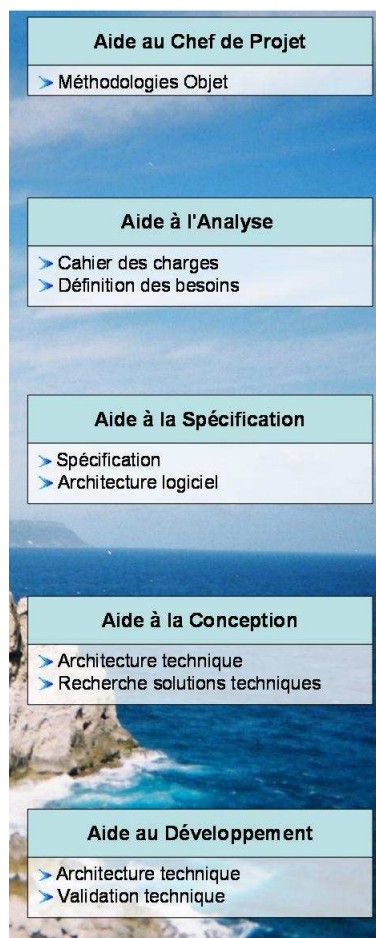 Aide au Chef de Projet
Méthodologies Objet
Aide à l'Analyse
Cahier des charges
Définition des besoins
Aide à la Spécification
Spécification
Architecture logiciel
Aide à la Conception
Architecture technique
Recherche solutions techniques
Aide au Développement
Architecture technique
Validation technique